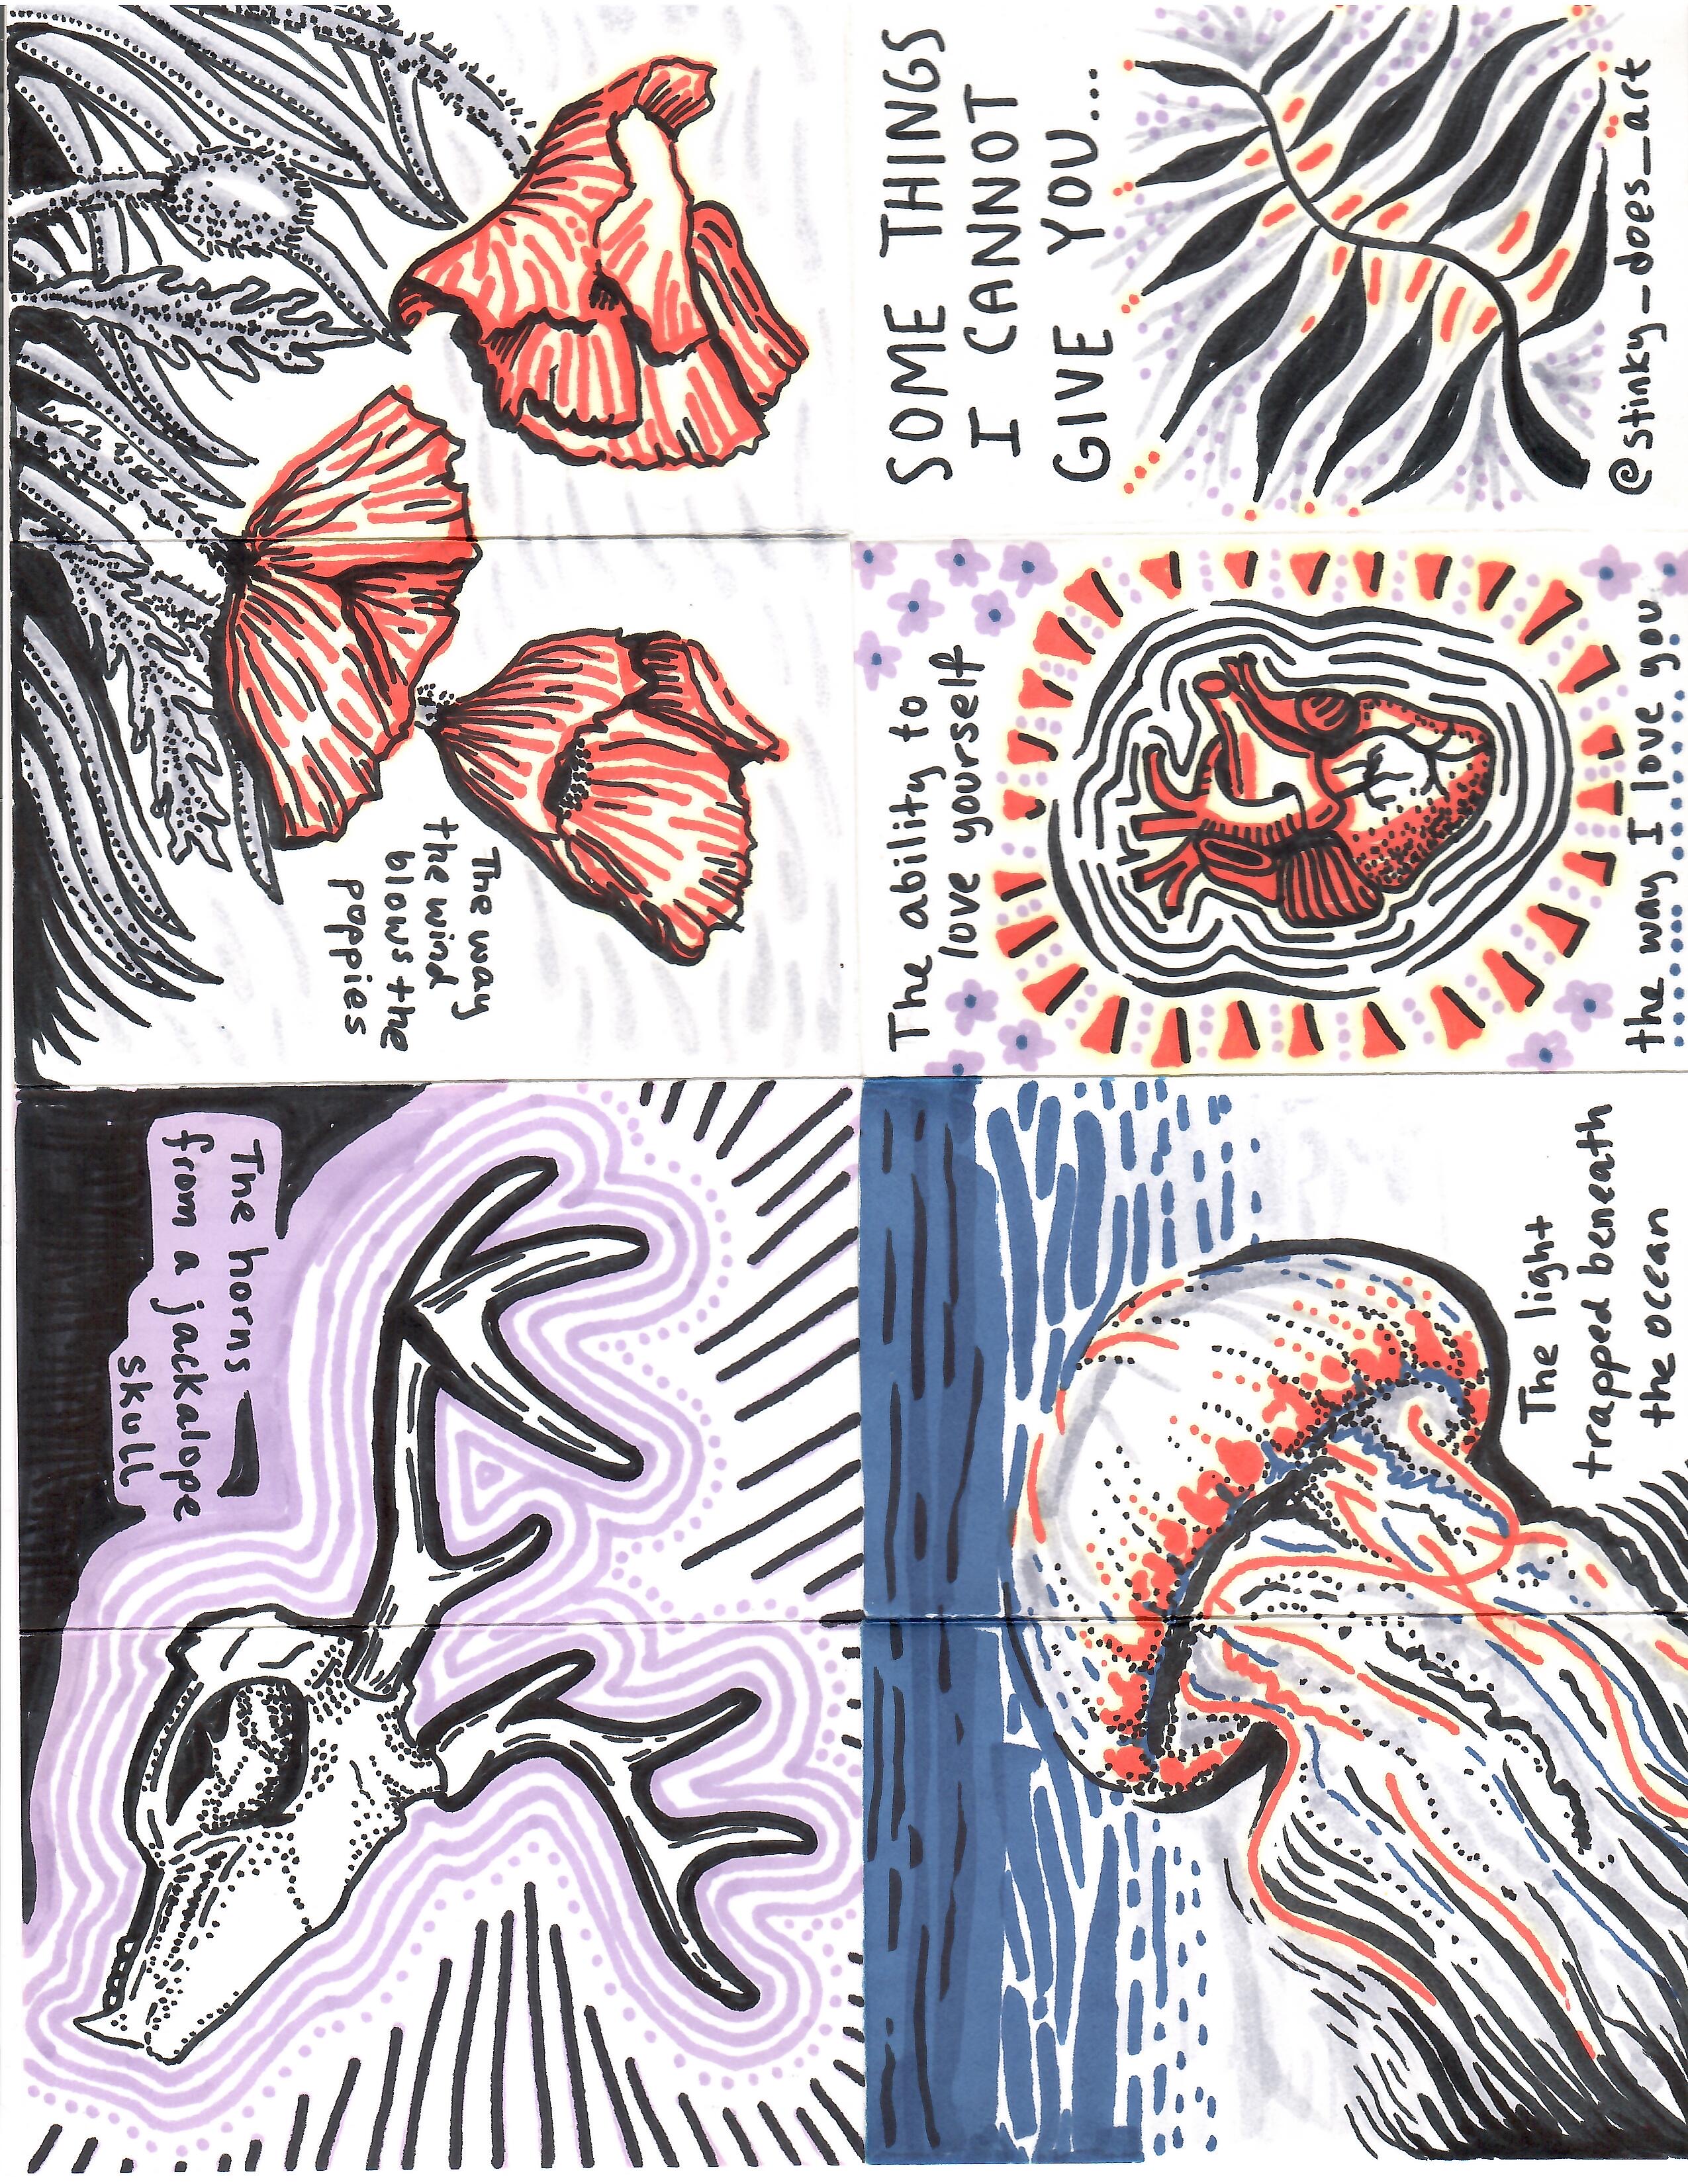 SOME THINGS
I CANNOT
GIVE YOU...
@stinky_does_art
The way
the wind
blows the
poppies
The horns
from a jackalope
skull
The light
trapped beneath
the ocean
The ability to
love yourself
the way I love you